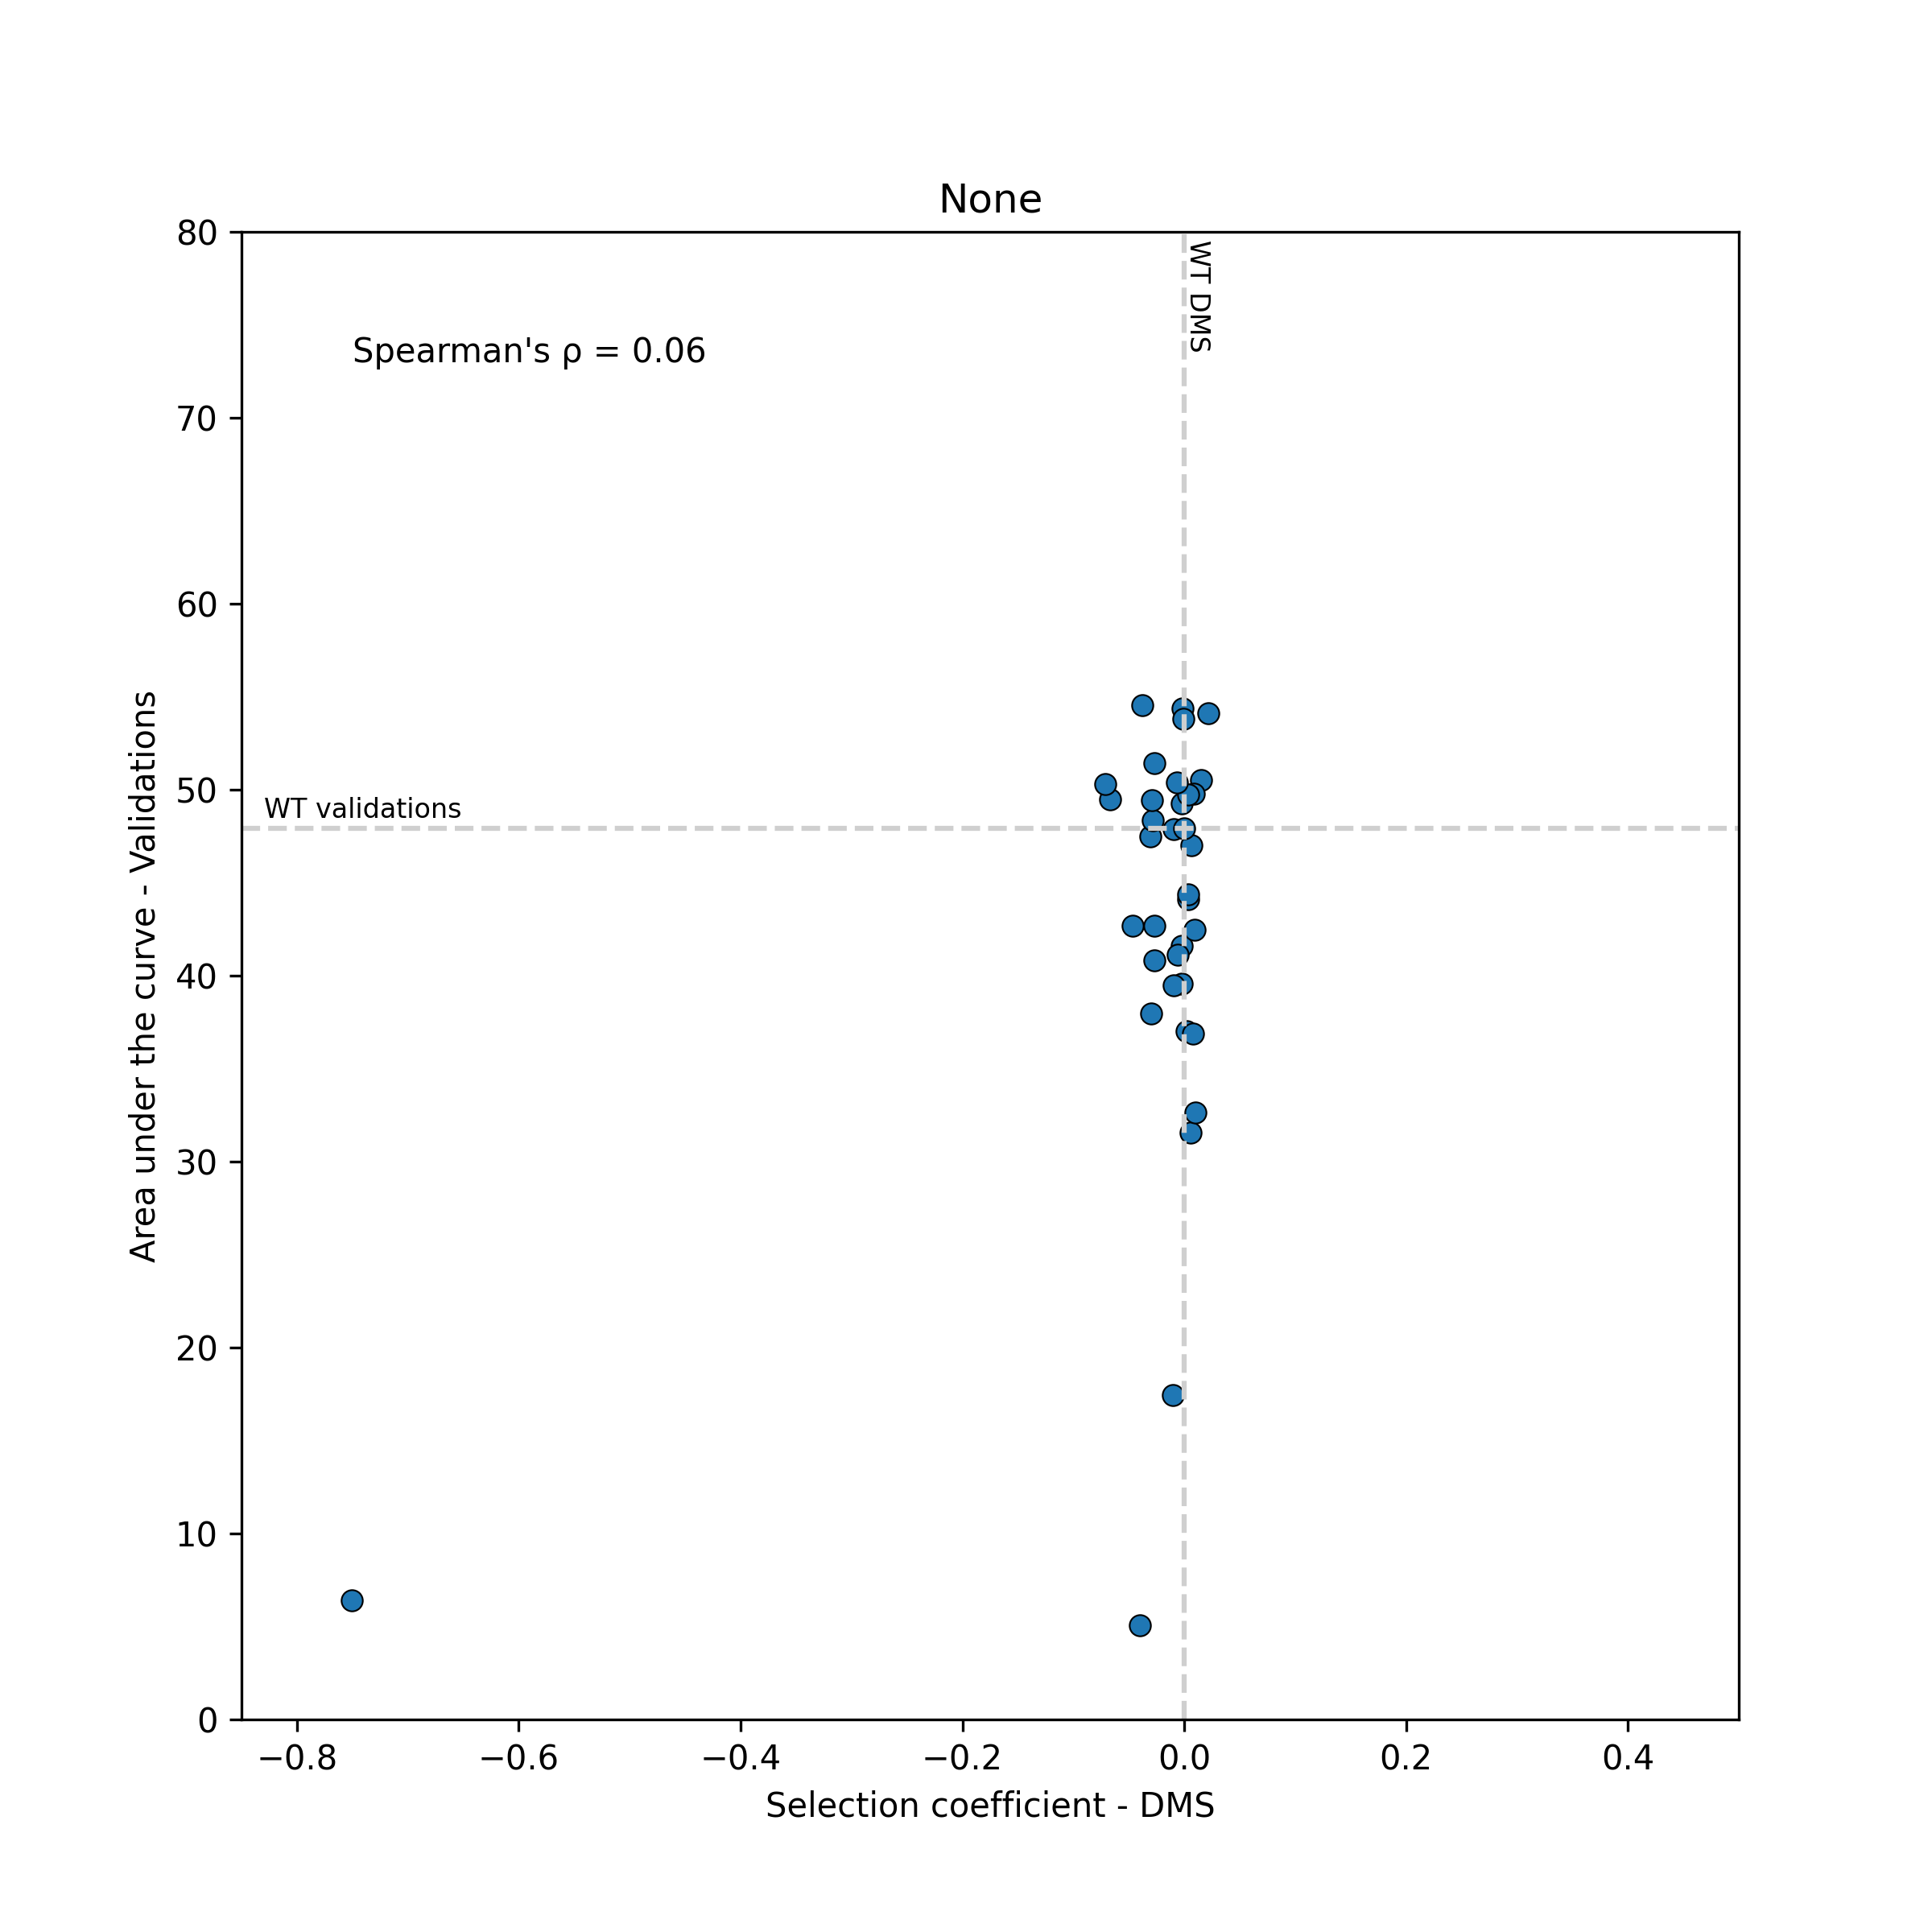 None
80
70
60
50
40
30
20
10
0
Area under the curve - Validations
Spearman's ρ = 0.06
WT DMS
WT validations
−0.8 −0.6 −0.4 −0.2 0.0 0.2 0.4
Selection coefficient - DMS